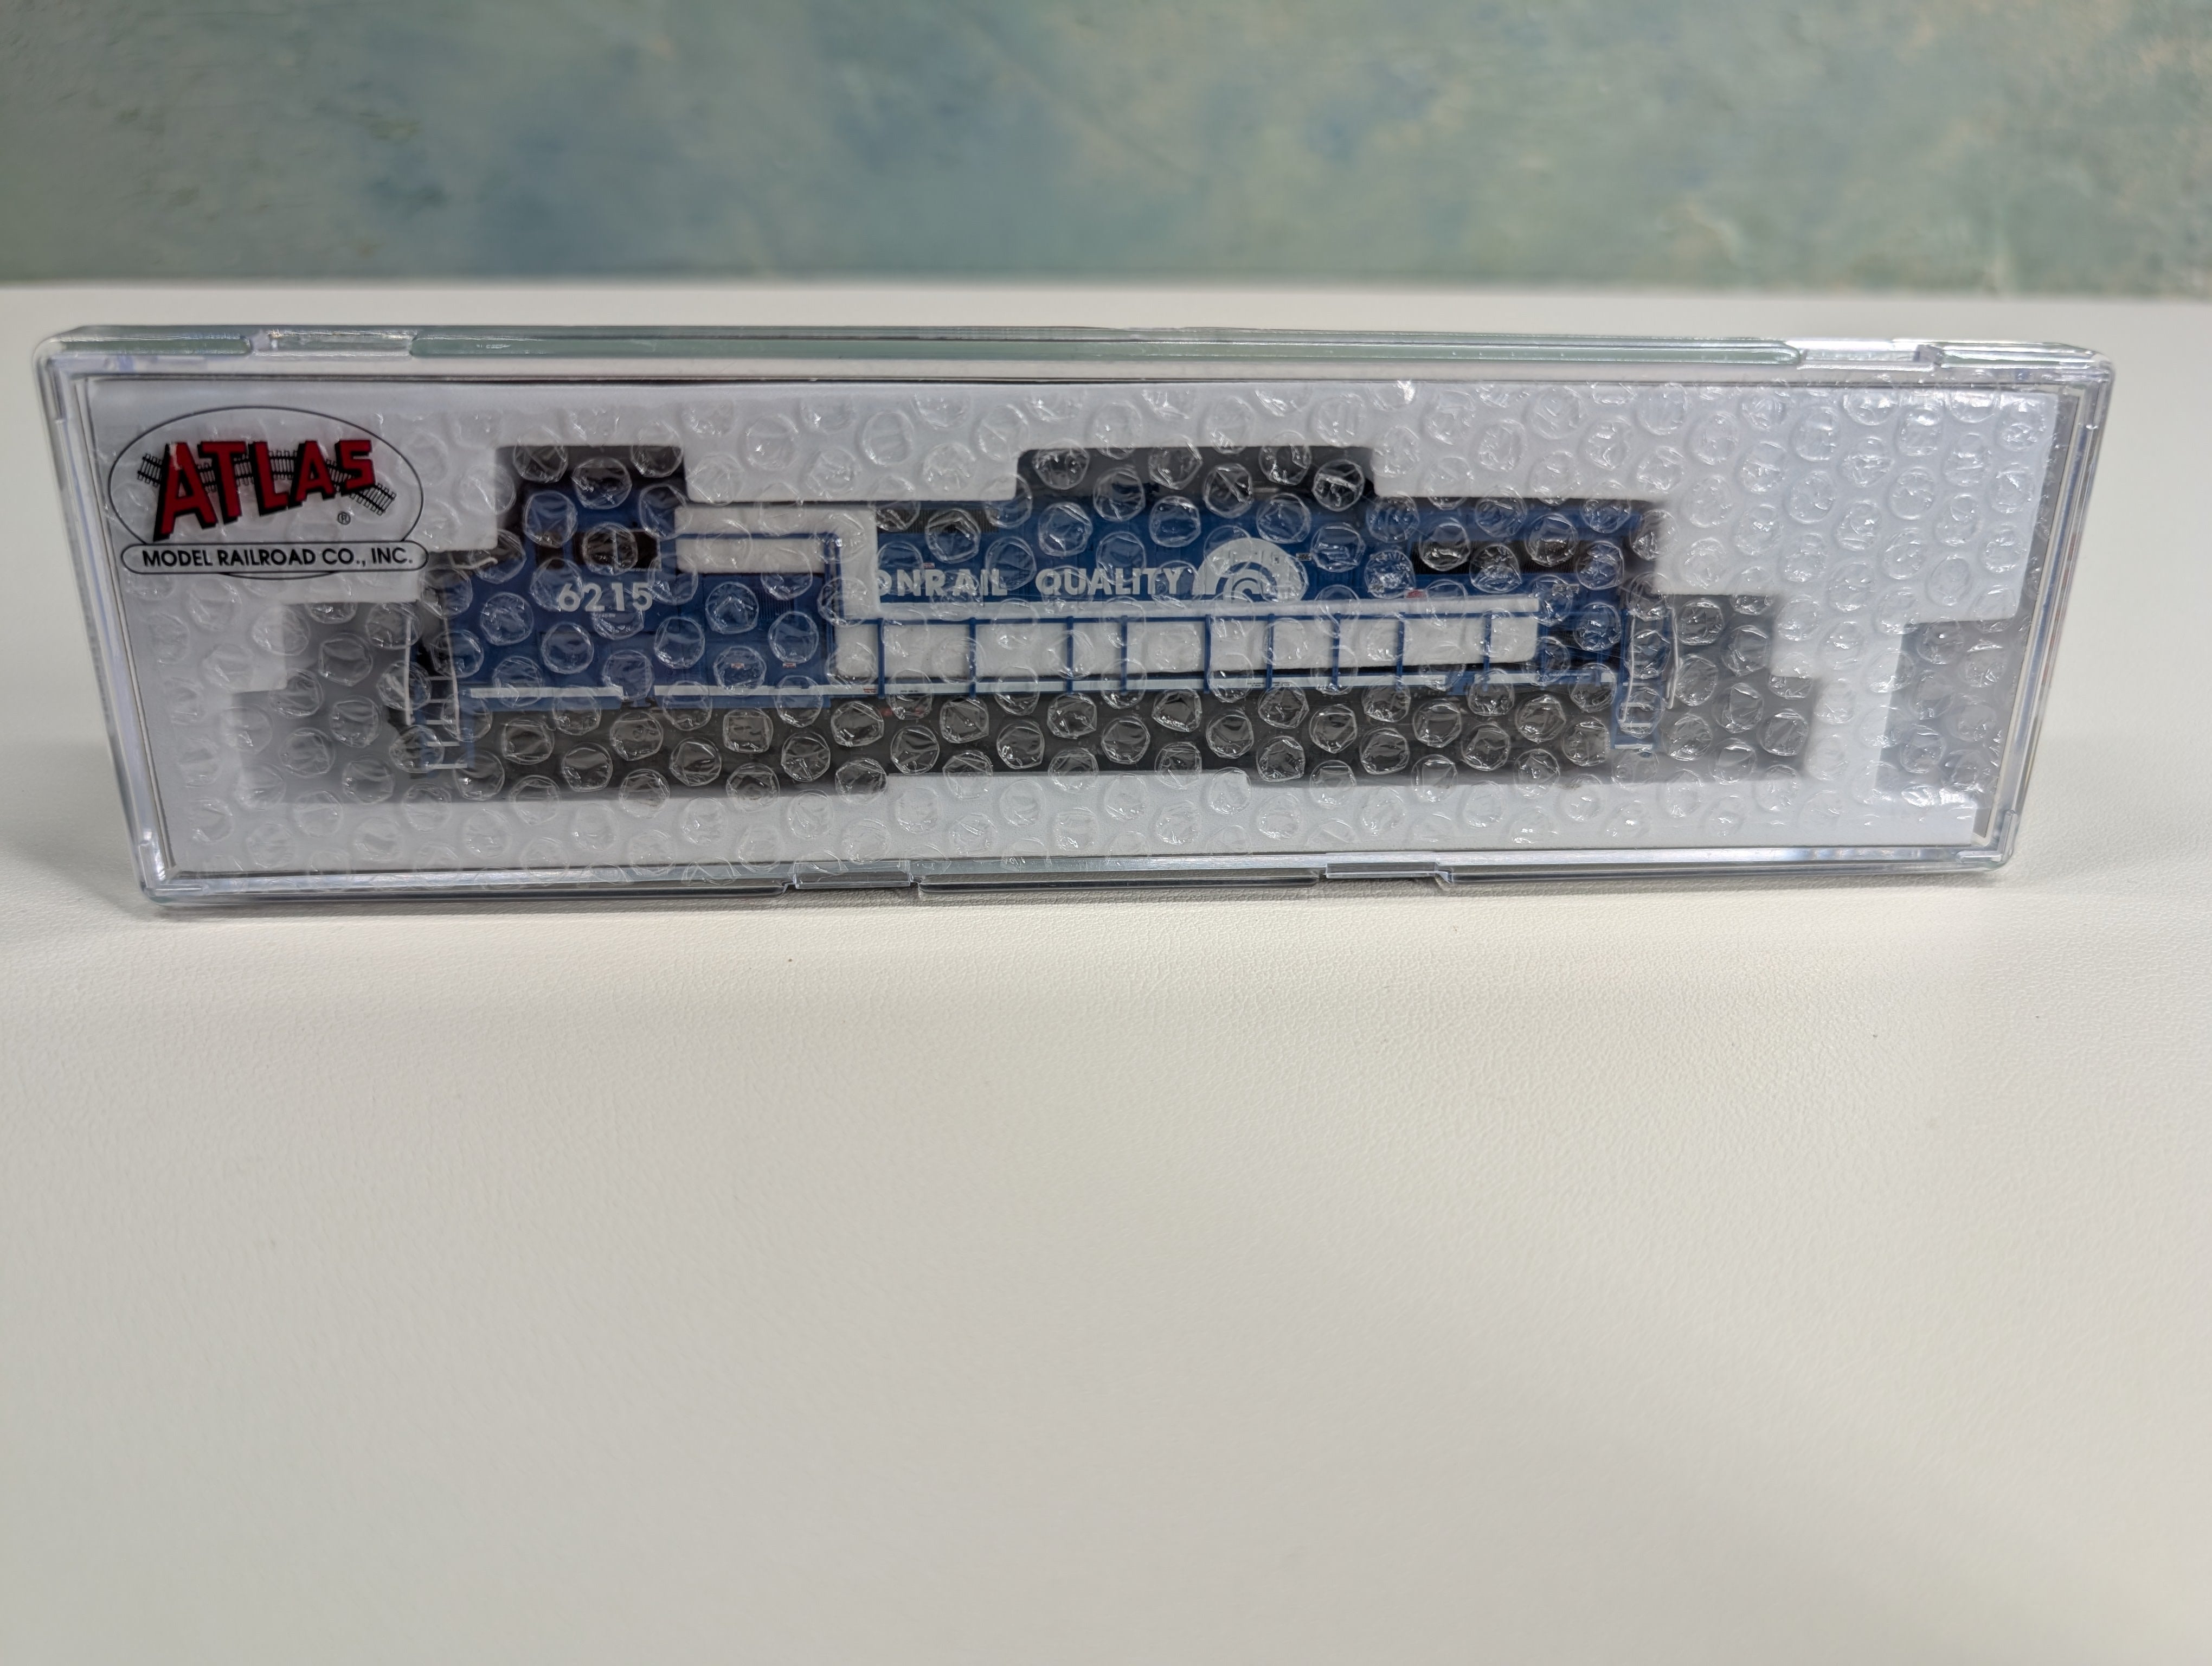 ATLAS
®
MODEL RAILROAD CO., INC.
6215
ONRAIL QUALITY